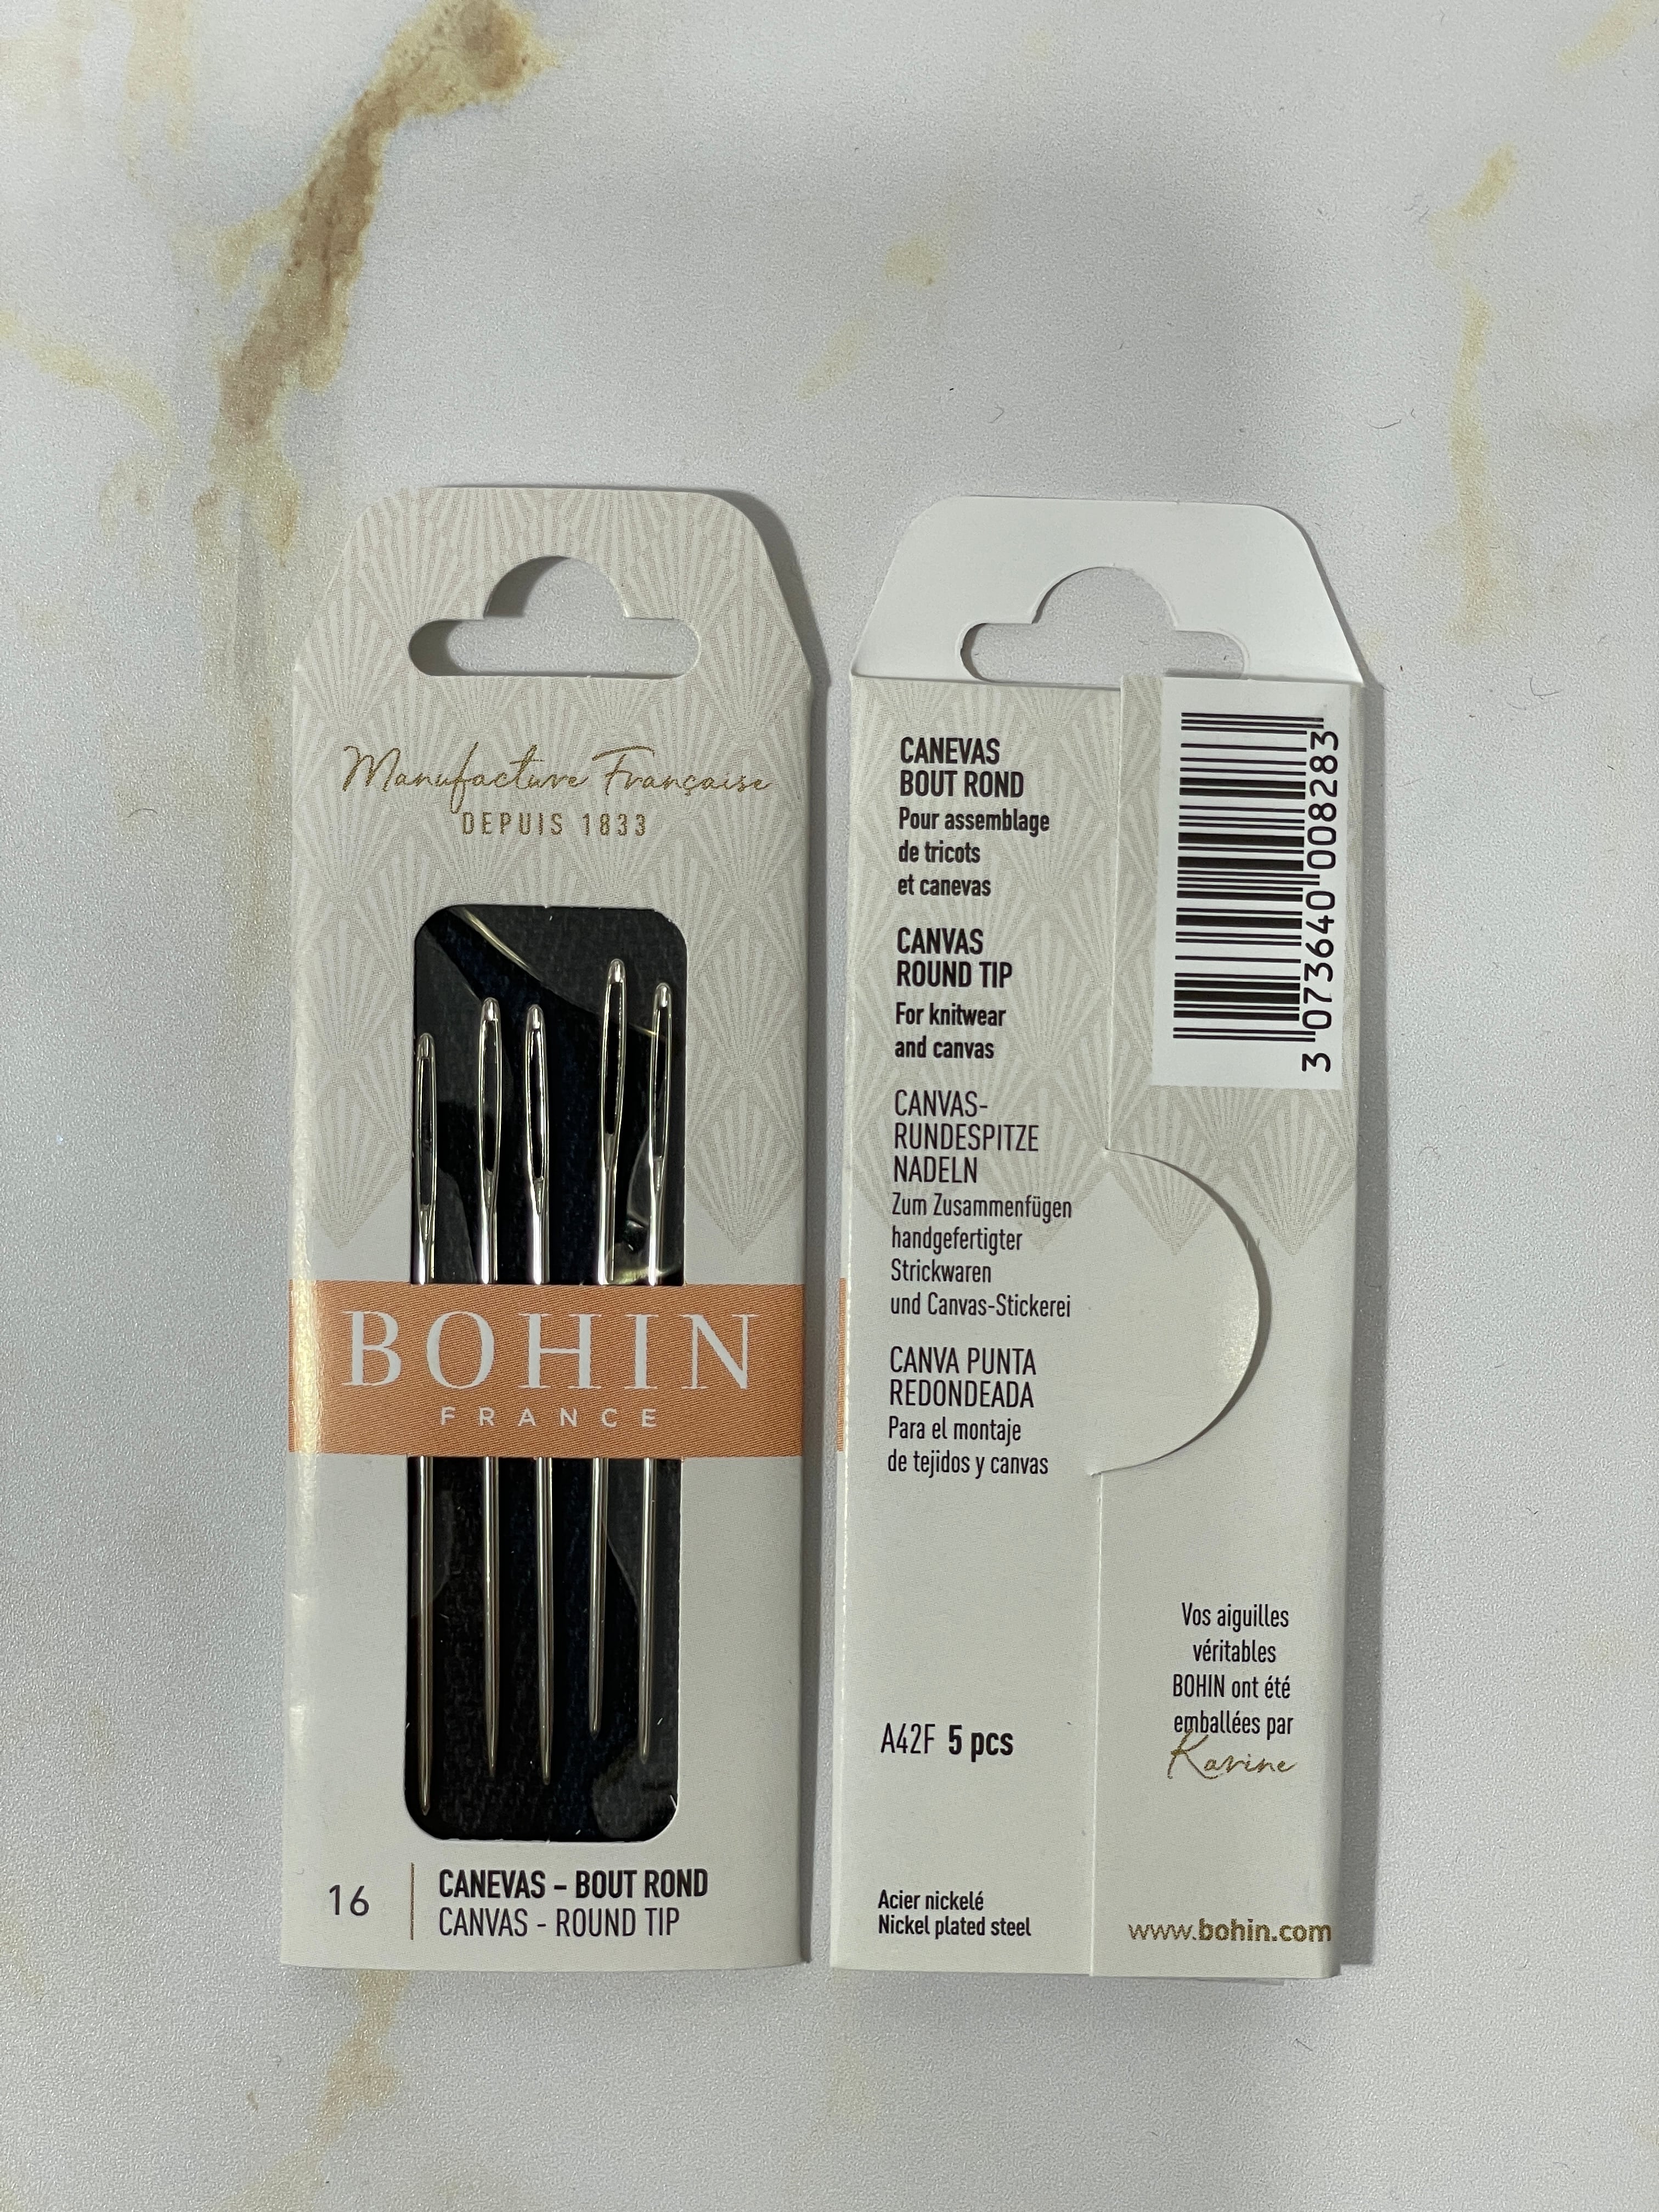 Manufacture Française
DEPUIS 1833
BOHIN
FRANCE
16
CANEVAS – BOUT ROND
CANVAS - ROUND TIP
CANEVAS
BOUT ROND
Pour assemblage
de tricots
et canevas
CANVAS
ROUND TIP
For knitwear
and canvas
CANVAS-
RUNDESPITZE
NADELN
Zum Zusammenfügen
handgefertigter
Strickwaren
und Canvas-Stickerei
CANVA PUNTA
REDONDEADA
Para el montaje
de tejidos y canvas
A42F 5 pcs
Acier nickelé
Nickel plated steel
3 073640 008283
Vos aiguilles
véritables
BOHIN ont été
emballées par
Karine
www.bohin.com